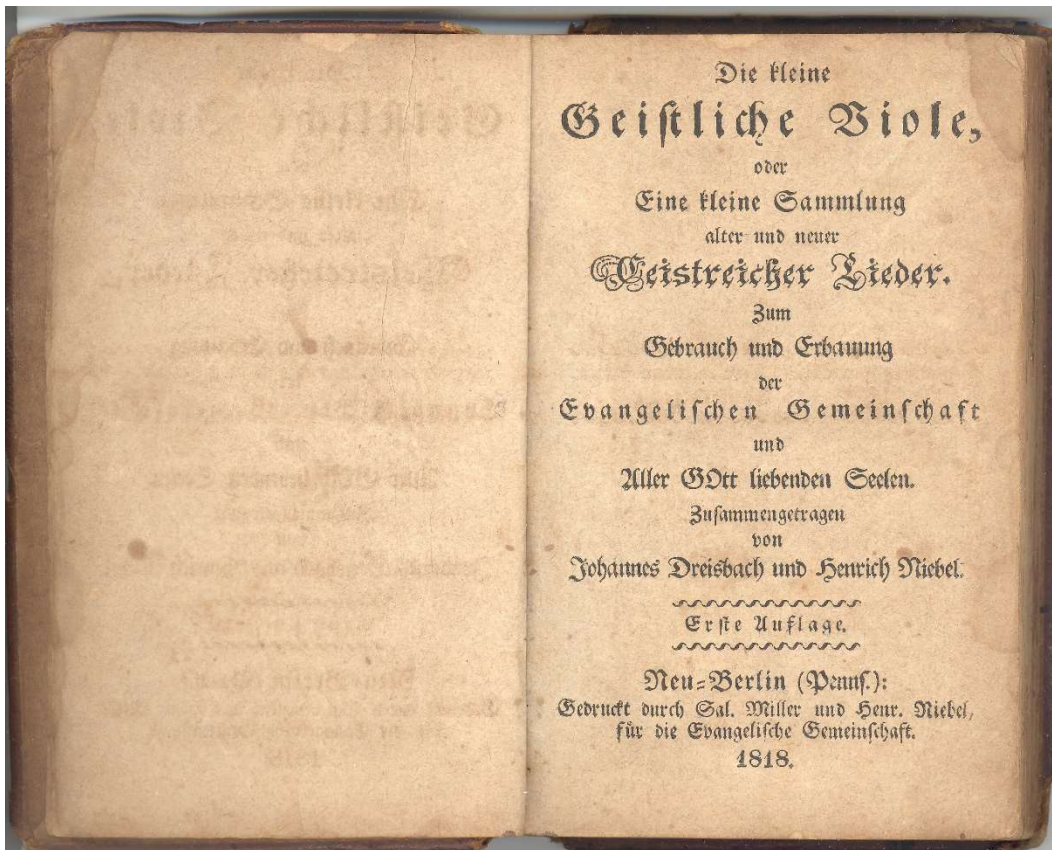 Die kleine
Geistliche Viole,
oder
Eine kleine Sammlung
alter und neuer
Geistreicher Lieder.
Zum
Gebrauch und Erbauung
der
Evangelischen Gemeinschaft
und
Aller GOtt liebenden Seelen.
Zusammengetragen
von
Johannes Dreisbach und Henrich Niebel.
Erste Auflage.
Neu-Berlin (Penns.):
Gedruckt durch Sal. Miller und Henr. Niebel,
für die Evangelische Gemeinschaft.
1818.